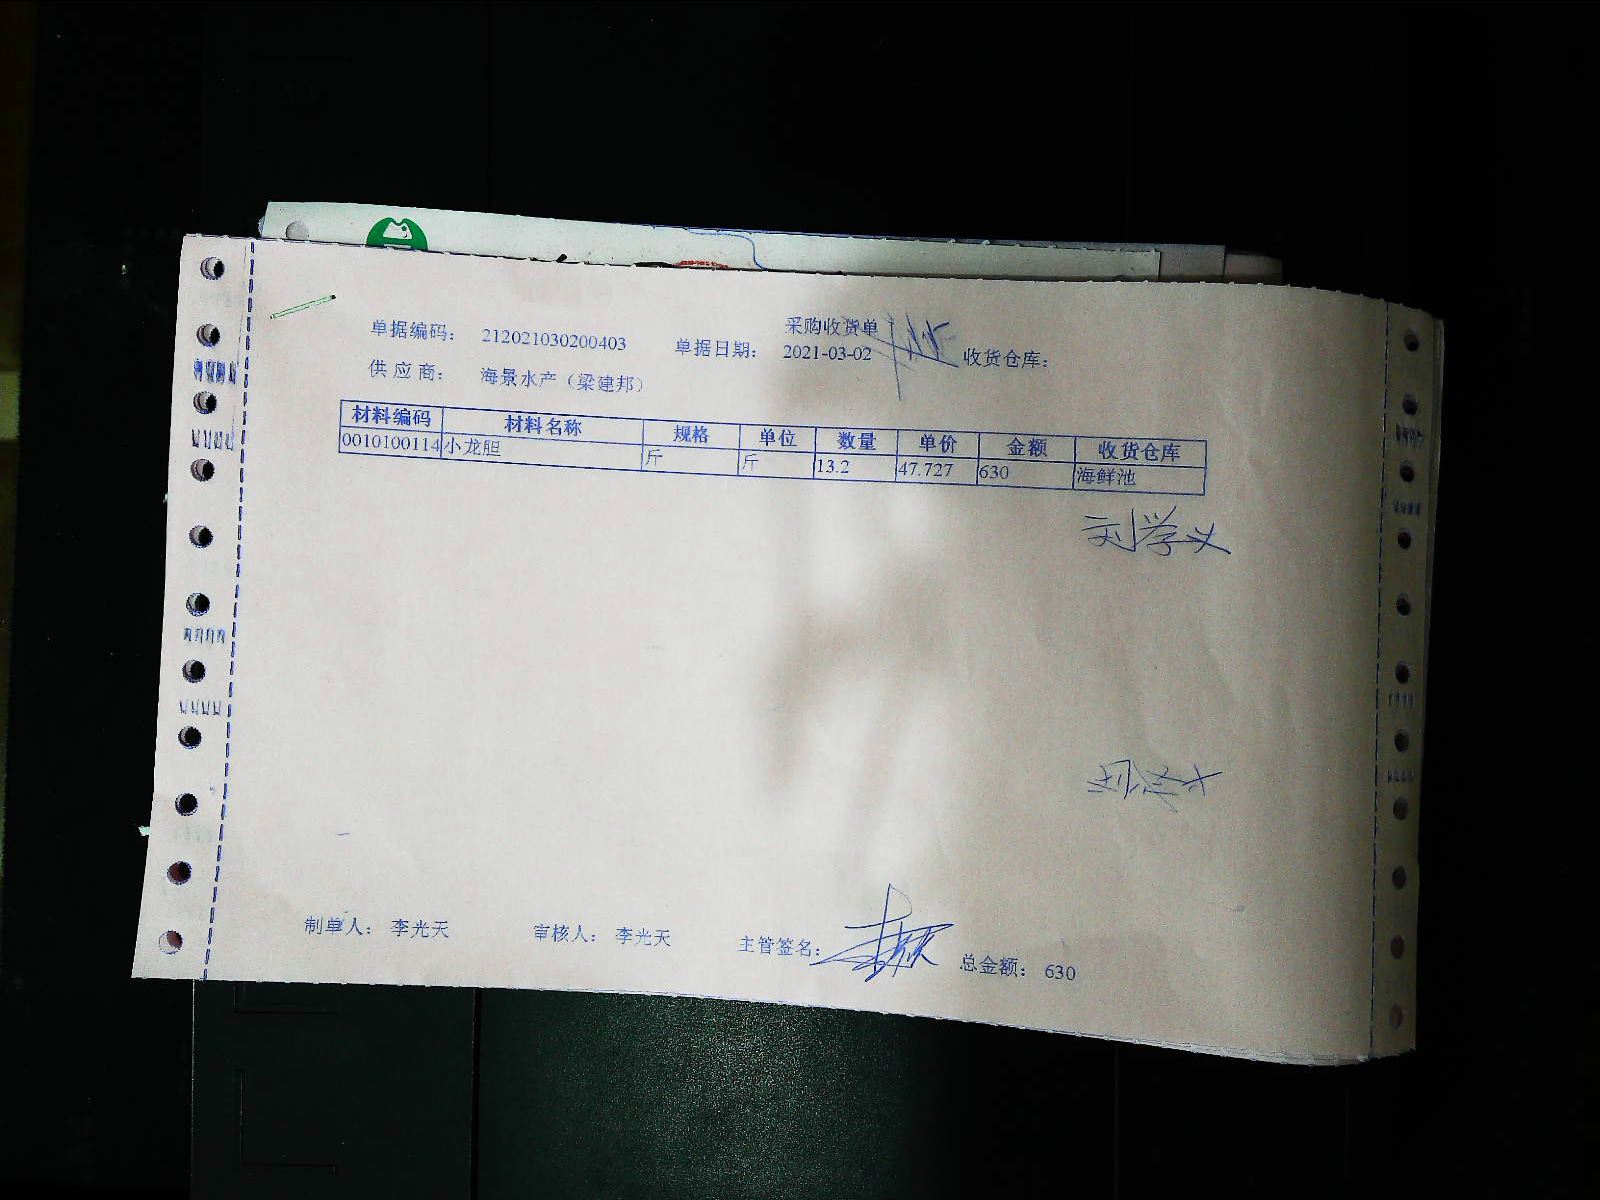 采购收货单
单据编码： 212021030200403 单据日期： 2021-03-02 收货仓库：
供应商： 海景水产（梁建邦）
材料编码 材料名称 规格 单位 数量 单价 金额 收货仓库
0010100114 小龙胆 斤 斤 13.2 47.727 630 海鲜池
刘学义
刘学义
制单人： 李光天 审核人： 李光天 主管签名： 总金额： 630